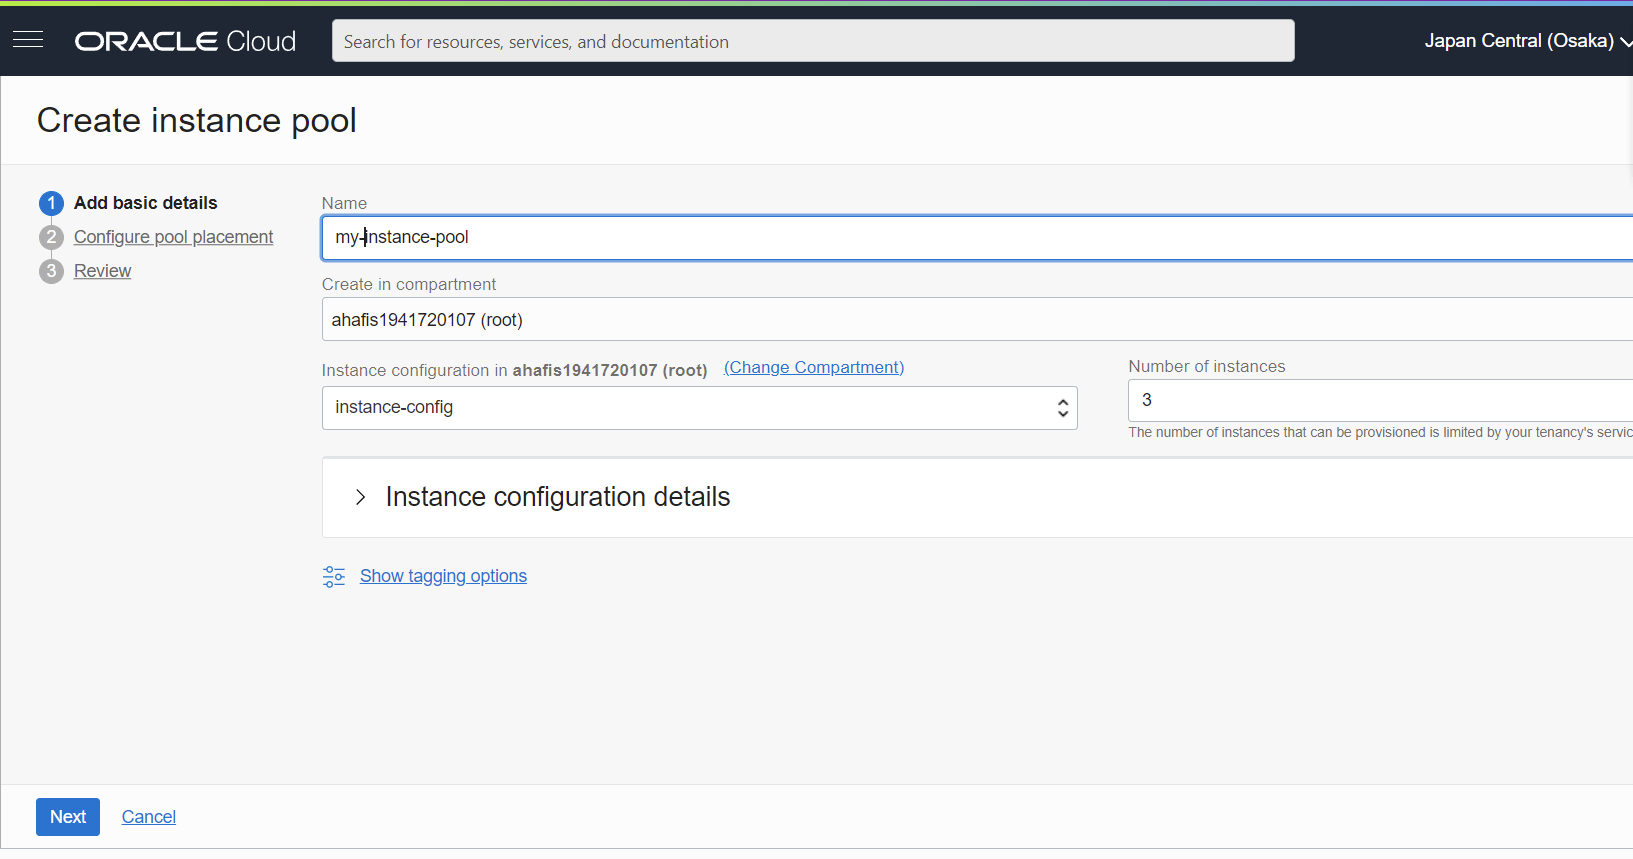 ORACLE Cloud
Search for resources, services, and documentation
Japan Central (Osaka)
Create instance pool
1 Add basic details
2 Configure pool placement
3 Review
Name
my-instance-pool
Create in compartment
ahafis1941720107 (root)
Instance configuration in ahafis1941720107 (root) (Change Compartment)
instance-config
Number of instances
3
The number of instances that can be provisioned is limited by your tenancy's servic
Instance configuration details
Show tagging options
Next Cancel